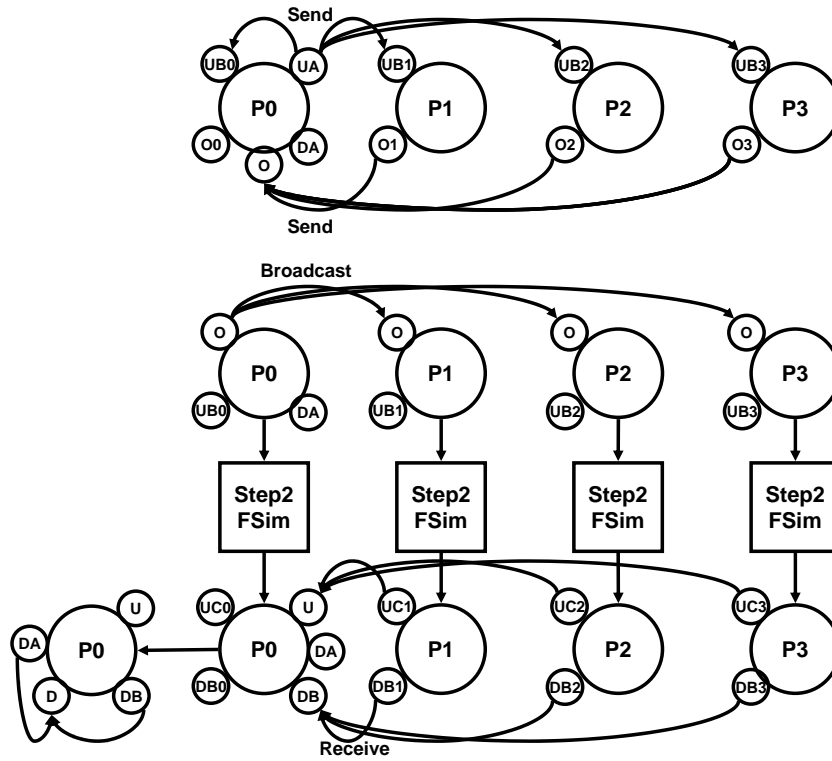 Send
UB0 UA UB1 UB2 UB3
P0 P1 P2 P3
O0 DA O1 O2 O3
O
Send
Broadcast
O O O O
P0 P1 P2 P3
UB0 DA UB1 UB2 UB3
Step2 Step2 Step2 Step2
FSim FSim FSim FSim
U UC0 U UC1 UC2 UC3
DA P0 P0 DA P1 P2 P3
D DB DB0 DB DB1 DB2 DB3
Receive